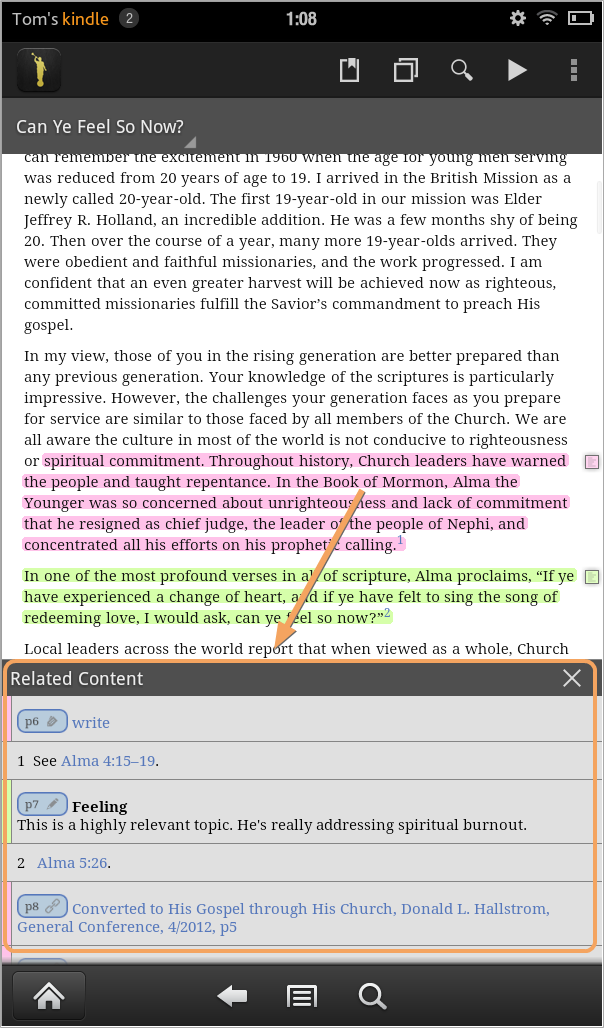 Tom's kindle 2 1:08
Can Ye Feel So Now?
can remember the excitement in 1960 when the age for young men serving
was reduced from 20 years of age to 19. I arrived in the British Mission as a
newly called 20-year-old. The first 19-year-old in our mission was Elder
Jeffrey R. Holland, an incredible addition. He was a few months shy of being
20. Then over the course of a year, many more 19-year-olds arrived. They
were obedient and faithful missionaries, and the work progressed. I am
confident that an even greater harvest will be achieved now as righteous,
committed missionaries fulfill the Savior’s commandment to preach His
gospel.
In my view, those of you in the rising generation are better prepared than
any previous generation. Your knowledge of the scriptures is particularly
impressive. However, the challenges your generation faces as you prepare
for service are similar to those faced by all members of the Church. We are
all aware the culture in most of the world is not conducive to righteousness
or spiritual commitment. Throughout history, Church leaders have warned
the people and taught repentance. In the Book of Mormon, Alma the
Younger was so concerned about unrighteousness and lack of commitment
that he resigned as chief judge, the leader of the people of Nephi, and
concentrated all his efforts on his prophetic calling.1
In one of the most profound verses in all of scripture, Alma proclaims, “If ye
have experienced a change of heart, and if ye have felt to sing the song of
redeeming love, I would ask, can ye feel so now?”2
Local leaders across the world report that when viewed as a whole, Church
Related Content
p6 write
1 See Alma 4:15–19.
p7 Feeling
This is a highly relevant topic. He's really addressing spiritual burnout.
2 Alma 5:26.
p8 Converted to His Gospel through His Church, Donald L. Hallstrom,
General Conference, 4/2012, p5